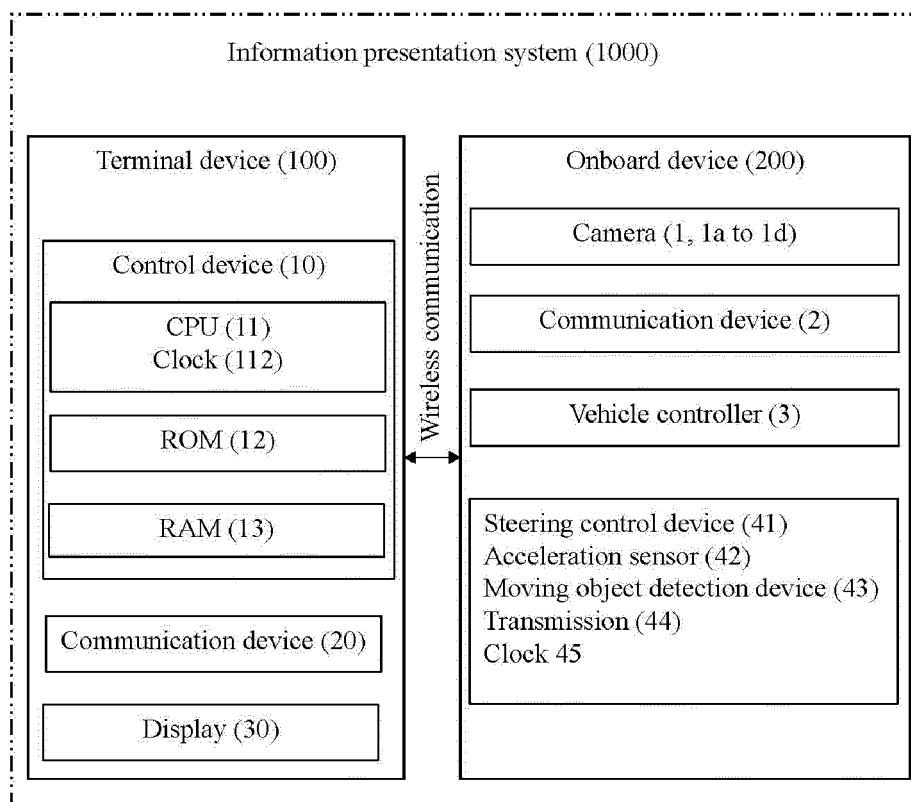 Information presentation system (1000)
Terminal device (100)
Control device (10)
CPU (11)
Clock (112)
ROM (12)
RAM (13)
Communication device (20)
Display (30)
Wireless communication
Onboard device (200)
Camera (1, 1a to 1d)
Communication device (2)
Vehicle controller (3)
Steering control device (41)
Acceleration sensor (42)
Moving object detection device (43)
Transmission (44)
Clock 45